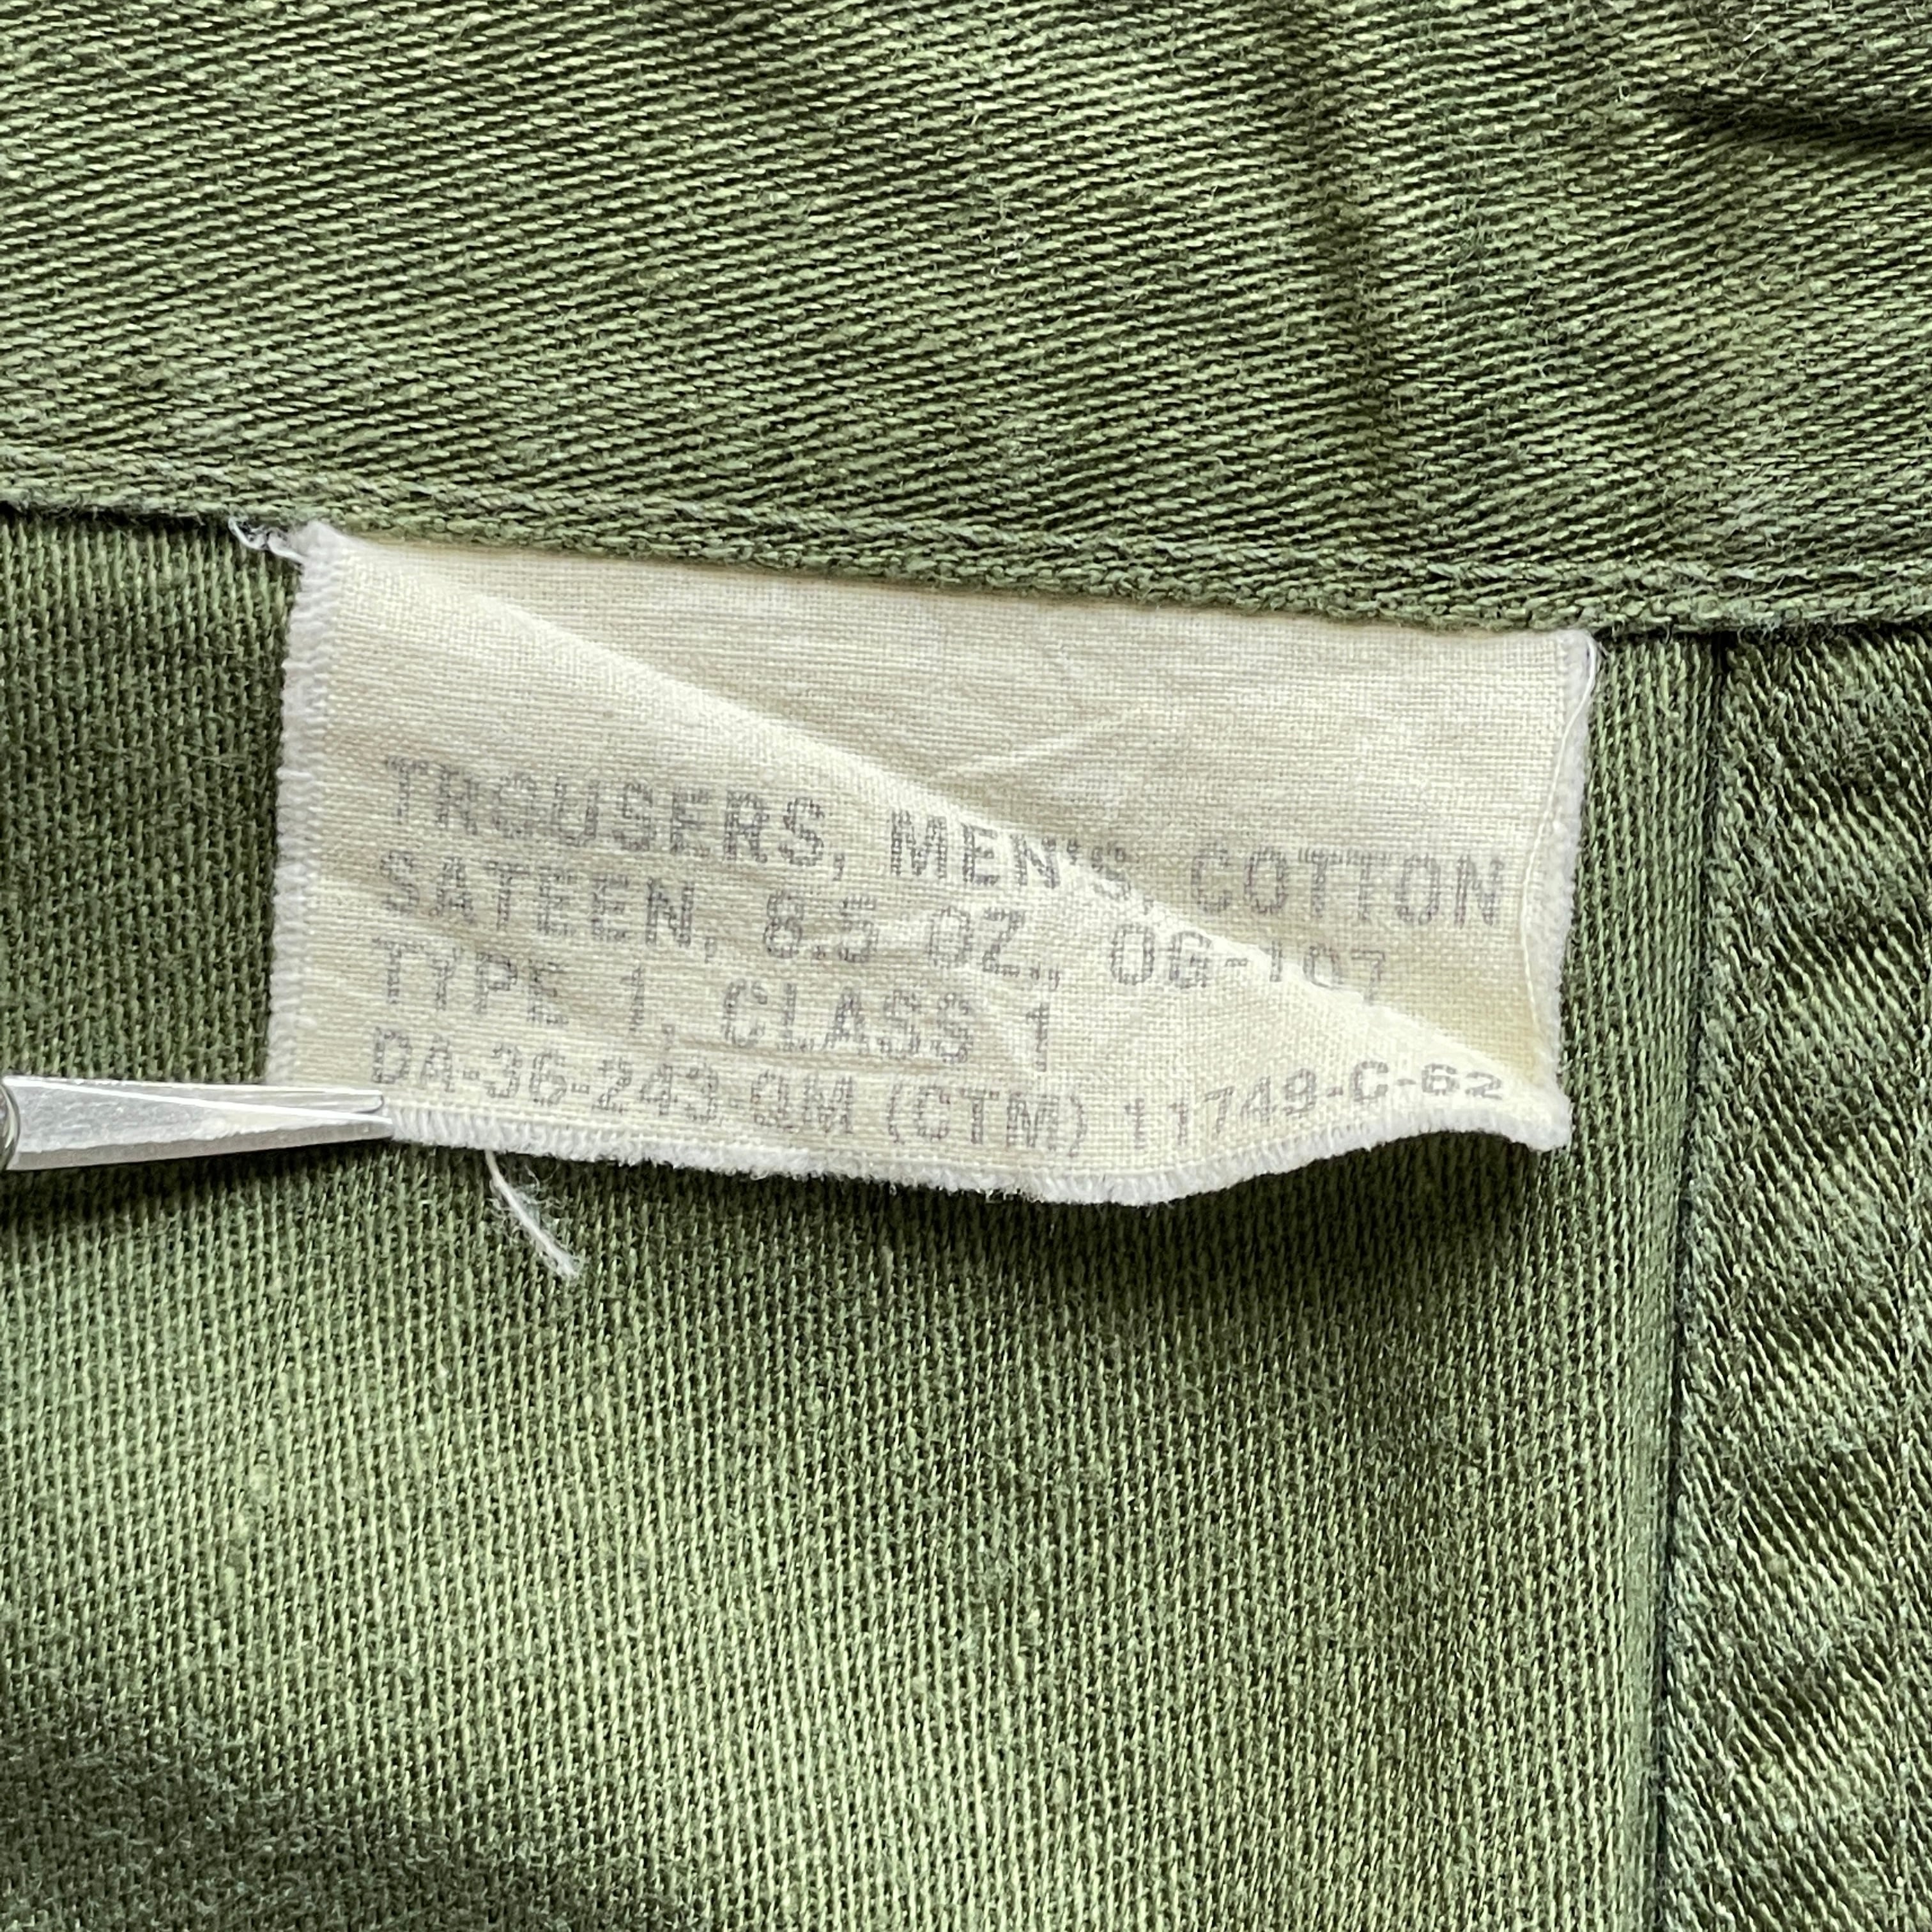 TROUSERS, MEN'S, COTTON
SATEEN, 8.5 OZ., OG-107
TYPE 1, CLASS 1
DA-36-243 QM (CTM) 11749-C-62